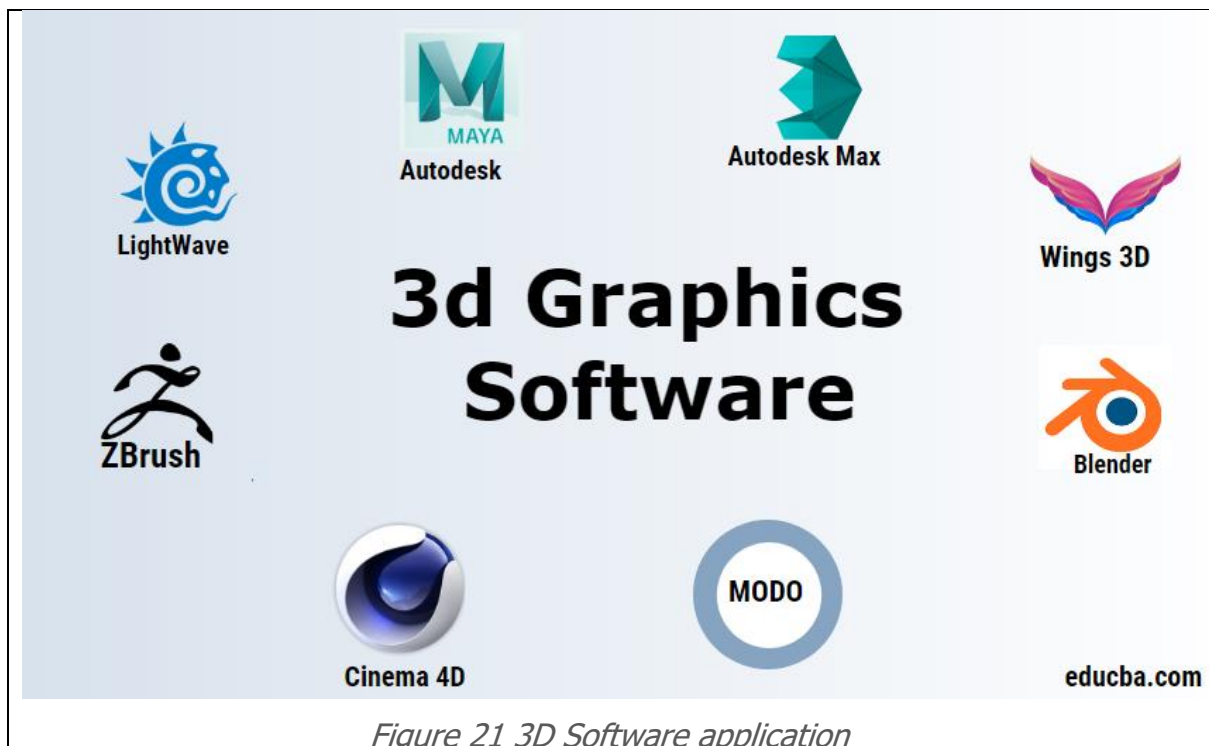 MAYA
Autodesk
Autodesk Max
LightWave
Wings 3D
3d Graphics
Software
ZBrush
Blender
MODO
Cinema 4D
educba.com
Figure 21 3D Software application